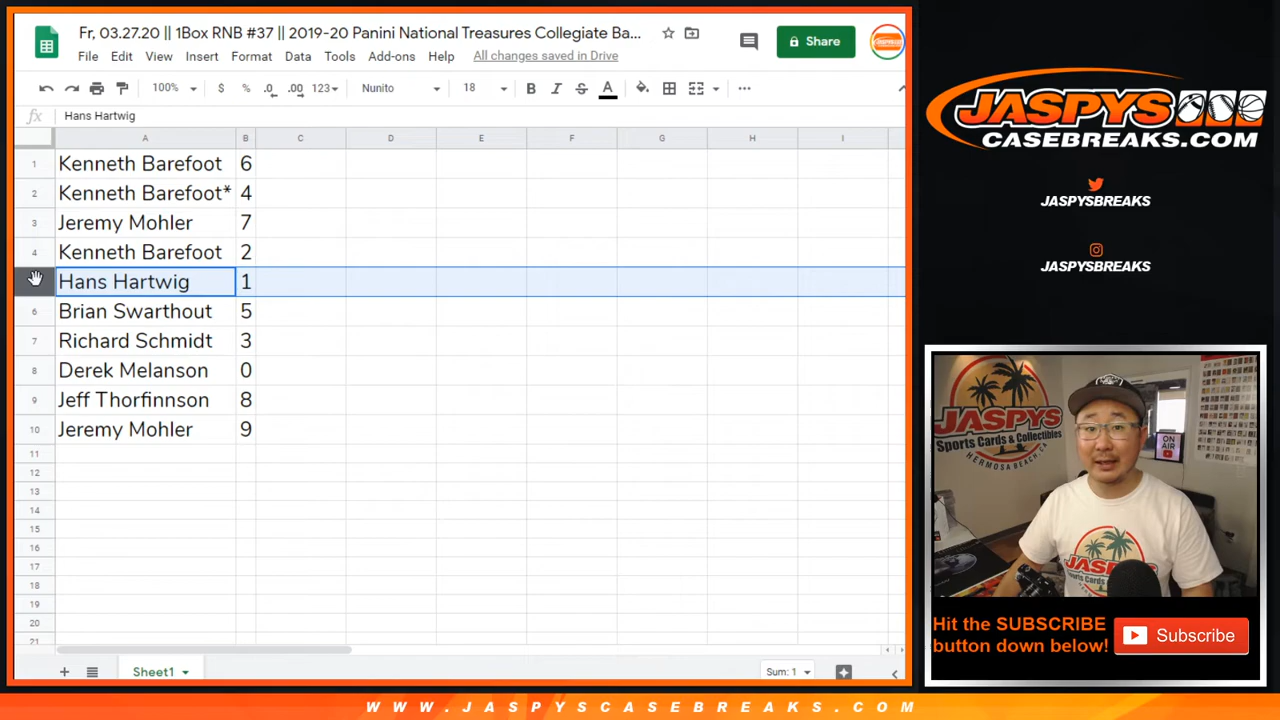 Fr, 03.27.20 || 1Box RNB #37 || 2019-20 Panini National Treasures Collegiate Ba...
Share
File Edit View Insert Format Data Tools Add-ons Help All changes saved in Drive
100% $ % .0 .00 123 Nunito 18 B I S A
fx Hans Hartwig
A B C D E F G H I
1 Kenneth Barefoot 6
2 Kenneth Barefoot* 4
3 Jeremy Mohler 7
4 Kenneth Barefoot 2
Hans Hartwig 1
6 Brian Swarthout 5
7 Richard Schmidt 3
8 Derek Melanson 0
9 Jeff Thorfinnson 8
10 Jeremy Mohler 9
11
12
13
14
15
16
17
18
19
20
21
Sheet1
Sum: 1
JASPYS
CASEBREAKS.COM
JASPYSBREAKS
JASPYSBREAKS
JASPYS
Sports Cards & Collectibles
HERMOSA BEACH, CA
ON AIR
JASPYS
Hit the SUBSCRIBE
button down below!
Subscribe
WWW.JASPYSCASEBREAKS.COM